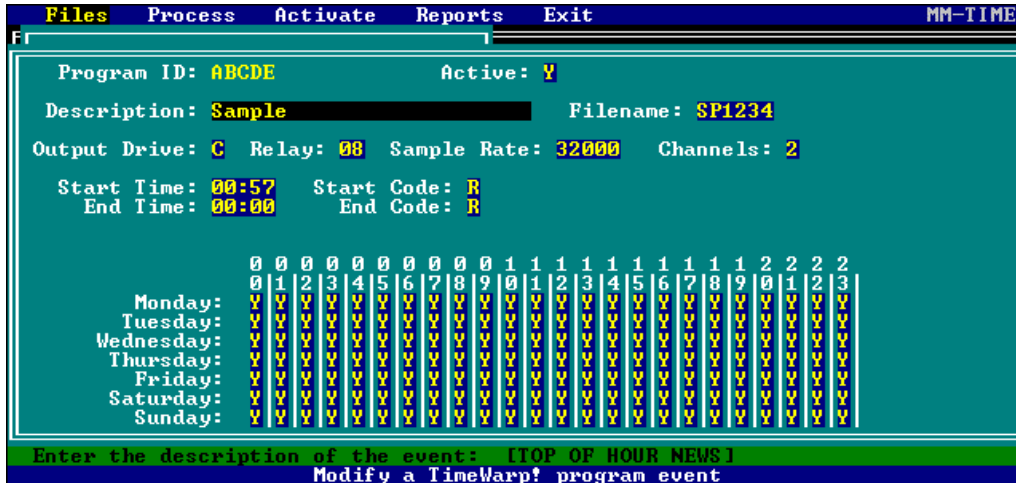 Files Process Activate Reports Exit MM-TIME
F
Program ID: ABCDE Active: Y
Description: Sample Filename: SP1234
Output Drive: C Relay: 08 Sample Rate: 32000 Channels: 2
Start Time: 00:57 Start Code: R
End Time: 00:00 End Code: R
0 0 0 0 0 0 0 0 0 0 1 1 1 1 1 1 1 1 1 1 2 2 2 2
0|1|2|3|4|5|6|7|8|9|0|1|2|3|4|5|6|7|8|9|0|1|2|3|
Monday: Y|Y|Y|Y|Y|Y|Y|Y|Y|Y|Y|Y|Y|Y|Y|Y|Y|Y|Y|Y|Y|Y|Y|Y|
Tuesday: Y|Y|Y|Y|Y|Y|Y|Y|Y|Y|Y|Y|Y|Y|Y|Y|Y|Y|Y|Y|Y|Y|Y|Y|
Wednesday: Y|Y|Y|Y|Y|Y|Y|Y|Y|Y|Y|Y|Y|Y|Y|Y|Y|Y|Y|Y|Y|Y|Y|Y|
Thursday: Y|Y|Y|Y|Y|Y|Y|Y|Y|Y|Y|Y|Y|Y|Y|Y|Y|Y|Y|Y|Y|Y|Y|Y|
Friday: Y|Y|Y|Y|Y|Y|Y|Y|Y|Y|Y|Y|Y|Y|Y|Y|Y|Y|Y|Y|Y|Y|Y|Y|
Saturday: Y|Y|Y|Y|Y|Y|Y|Y|Y|Y|Y|Y|Y|Y|Y|Y|Y|Y|Y|Y|Y|Y|Y|Y|
Sunday: Y|Y|Y|Y|Y|Y|Y|Y|Y|Y|Y|Y|Y|Y|Y|Y|Y|Y|Y|Y|Y|Y|Y|Y|
Enter the description of the event: [TOP OF HOUR NEWS]
Modify a TimeWarp! program event